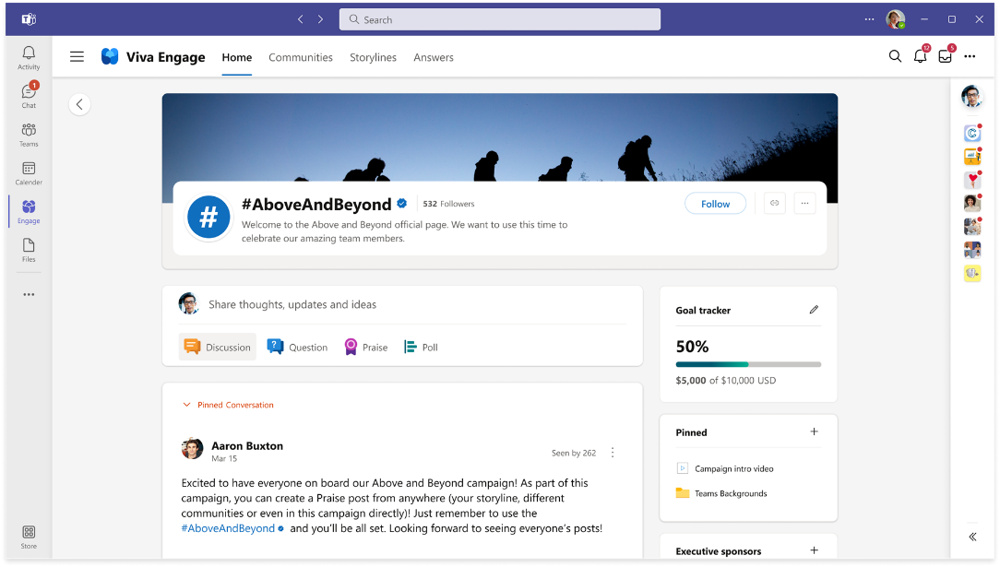 Search
Activity
1
Chat
Teams
Calender
Engage
Files
Store
Viva Engage
Home
Communities
Storylines
Answers
12
5
#
#AboveAndBeyond
532 Followers
Follow
Welcome to the Above and Beyond official page. We want to use this time to
celebrate our amazing team members.
Share thoughts, updates and ideas
Discussion
Question
Praise
Poll
Pinned Conversation
Aaron Buxton
Mar 15
Seen by 262
Excited to have everyone on board our Above and Beyond campaign! As part of this
campaign, you can create a Praise post from anywhere (your storyline, different
communities or even in this campaign directly)! Just remember to use the
#AboveAndBeyond and you'll be all set. Looking forward to seeing everyone's posts!
Goal tracker
50%
$5,000 of $10,000 USD
Pinned
Campaign intro video
Teams Backgrounds
Executive sponsors